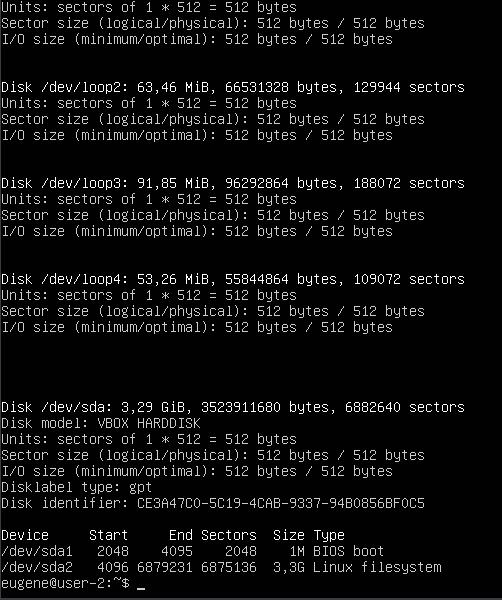 Units: sectors of 1 * 512 = 512 bytes
Sector size (logical/physical): 512 bytes / 512 bytes
I/O size (minimum/optimal): 512 bytes / 512 bytes
Disk /dev/loop2: 63,46 MiB, 66531328 bytes, 129944 sectors
Units: sectors of 1 * 512 = 512 bytes
Sector size (logical/physical): 512 bytes / 512 bytes
I/O size (minimum/optimal): 512 bytes / 512 bytes
Disk /dev/loop3: 91,85 MiB, 96292864 bytes, 188072 sectors
Units: sectors of 1 * 512 = 512 bytes
Sector size (logical/physical): 512 bytes / 512 bytes
I/O size (minimum/optimal): 512 bytes / 512 bytes
Disk /dev/loop4: 53,26 MiB, 55844864 bytes, 109072 sectors
Units: sectors of 1 * 512 = 512 bytes
Sector size (logical/physical): 512 bytes / 512 bytes
I/O size (minimum/optimal): 512 bytes / 512 bytes
Disk /dev/sda: 3,29 GiB, 3523911680 bytes, 6882640 sectors
Disk model: VBOX HARDDISK
Units: sectors of 1 * 512 = 512 bytes
Sector size (logical/physical): 512 bytes / 512 bytes
I/O size (minimum/optimal): 512 bytes / 512 bytes
Disklabel type: gpt
Disk identifier: CE3A47C0-5C19-4CAB-9337-94B0856BF0C5
Device Start End Sectors Size Type
/dev/sda1 2048 4095 2048 1M BIOS boot
/dev/sda2 4096 6879231 6875136 3,3G Linux filesystem
eugene@user-2:~$ _